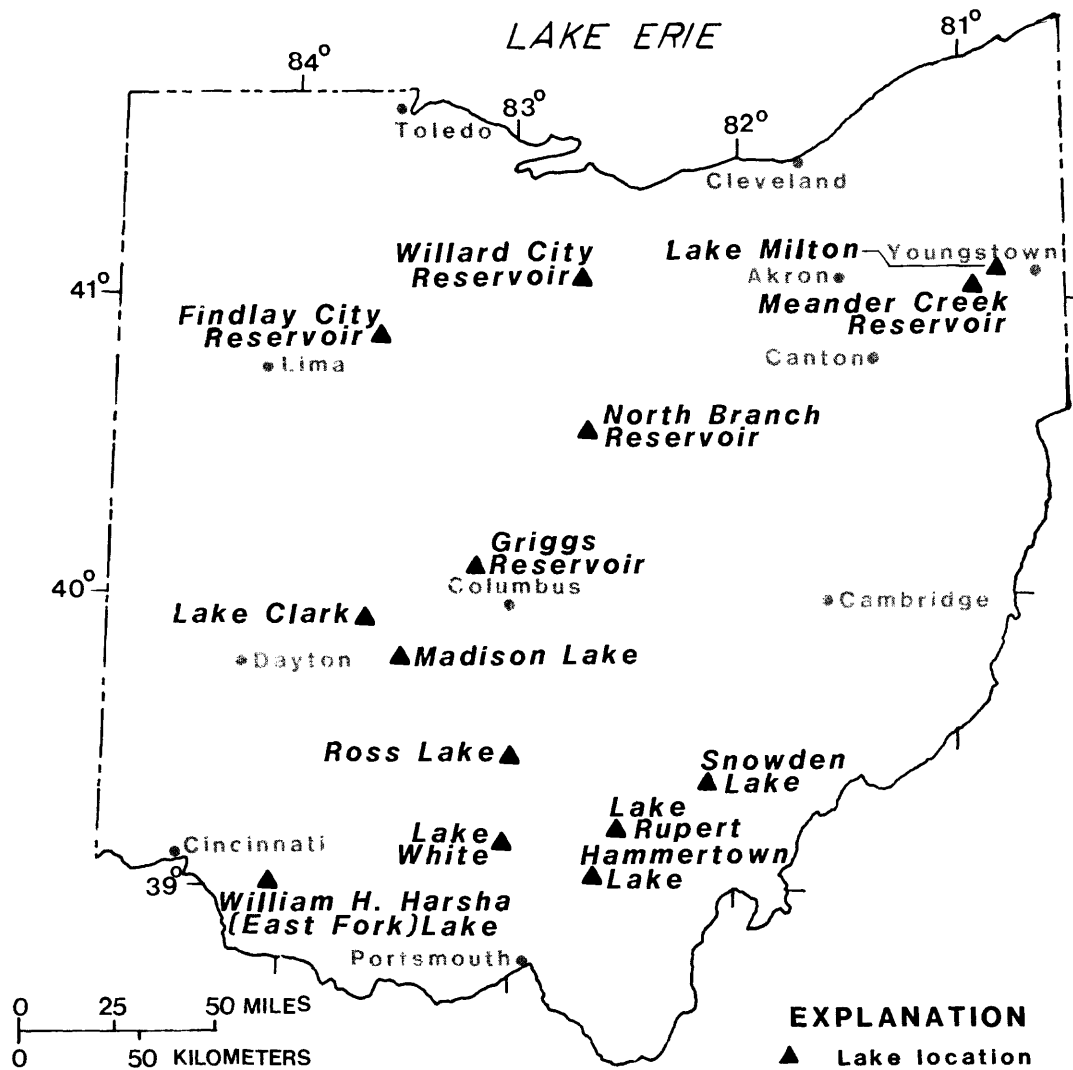 LAKE ERIE
81°
84°
83°
Toledo
82°
Cleveland
Willard City
Reservoir
Lake Milton
Youngstown
Akron
41°
Meander Creek
Reservoir
Findlay City
Reservoir
Lima
Canton
North Branch
Reservoir
Griggs
Reservoir
Columbus
40°
Cambridge
Lake Clark
Dayton
Madison Lake
Ross Lake
Snowden
Lake
Lake
Rupert
Lake
White
Cincinnati
Hammertown
Lake
39°
William H. Harsha
(East Fork) Lake
Portsmouth
0 25 50 MILES
0 50 KILOMETERS
EXPLANATION
Lake location